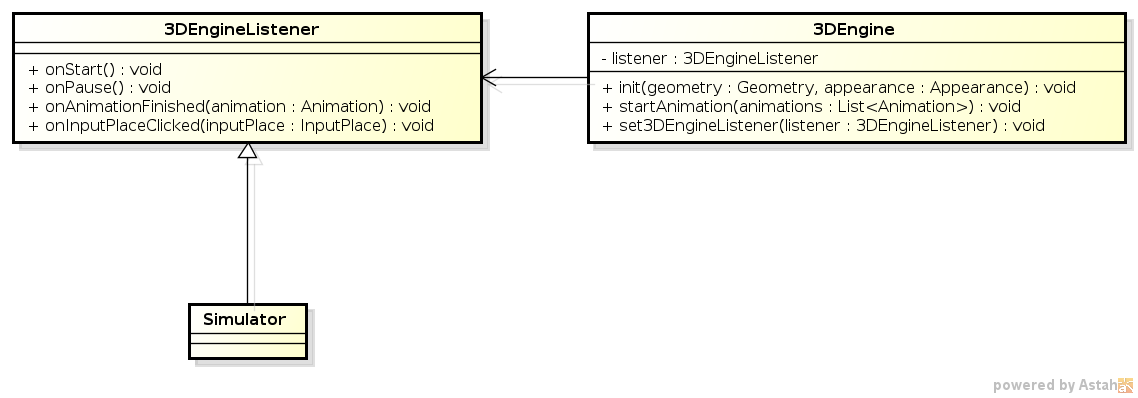 3DEngineListener
+ onStart() : void
+ onPause() : void
+ onAnimationFinished(animation : Animation) : void
+ onInputPlaceClicked(inputPlace : InputPlace) : void
3DEngine
- listener : 3DEngineListener
+ init(geometry : Geometry, appearance : Appearance) : void
+ startAnimation(animations : List<Animation>) : void
+ set3DEngineListener(listener : 3DEngineListener) : void
Simulator
powered by Astah